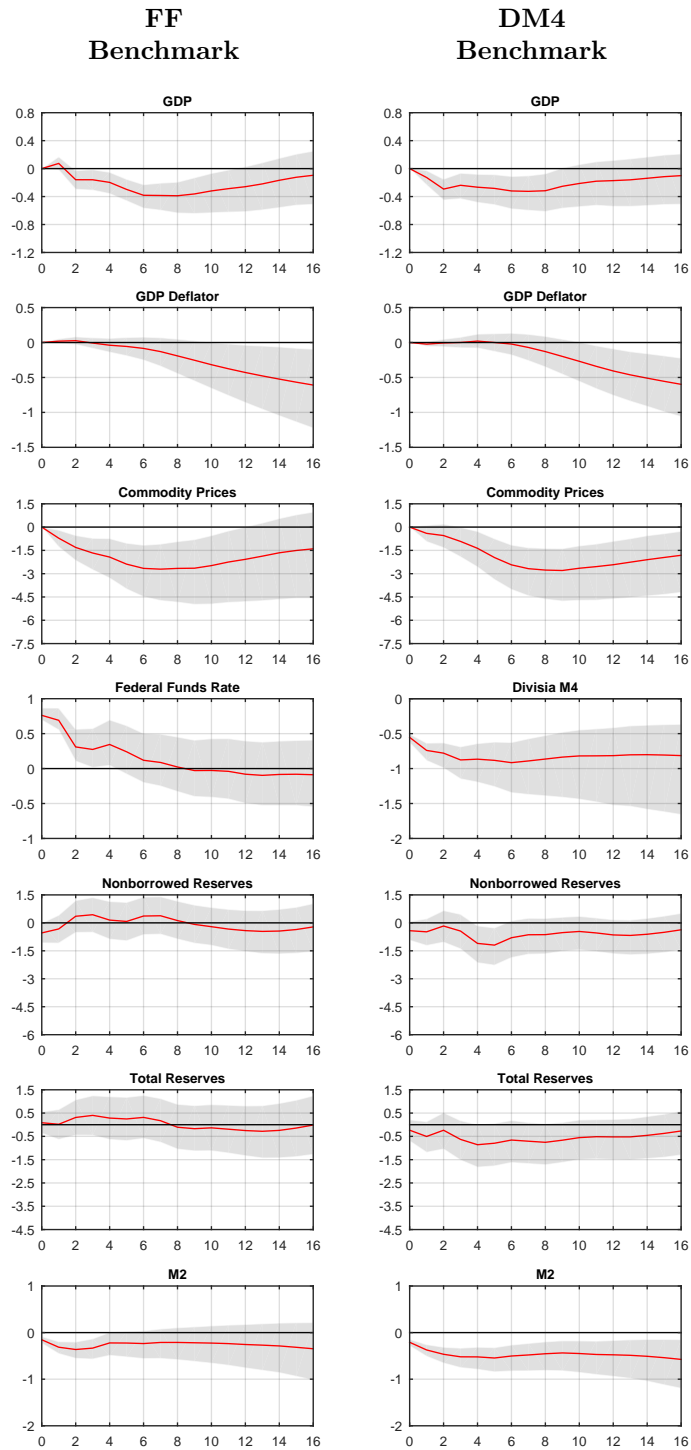 FF DM4
Benchmark Benchmark
GDP GDP
0.8 0.8
0.4 0.4
0 0
-0.4 -0.4
-0.8 -0.8
-1.2 -1.2
0 2 4 6 8 10 12 14 16 0 2 4 6 8 10 12 14 16
GDP Deflator GDP Deflator
0.5 0.5
0 0
-0.5 -0.5
-1 -1
-1.5 -1.5
0 2 4 6 8 10 12 14 16 0 2 4 6 8 10 12 14 16
Commodity Prices Commodity Prices
1.5 1.5
0 0
-1.5 -1.5
-3 -3
-4.5 -4.5
-6 -6
-7.5 -7.5
0 2 4 6 8 10 12 14 16 0 2 4 6 8 10 12 14 16
Federal Funds Rate Divisia M4
1 0
0.5 -0.5
0 -1
-0.5 -1.5
-1 -2
0 2 4 6 8 10 12 14 16 0 2 4 6 8 10 12 14 16
Nonborrowed Reserves Nonborrowed Reserves
1.5 1.5
0 0
-1.5 -1.5
-3 -3
-4.5 -4.5
-6 -6
0 2 4 6 8 10 12 14 16 0 2 4 6 8 10 12 14 16
Total Reserves Total Reserves
1.5 1.5
0.5 0.5
-0.5 -0.5
-1.5 -1.5
-2.5 -2.5
-3.5 -3.5
-4.5 -4.5
0 2 4 6 8 10 12 14 16 0 2 4 6 8 10 12 14 16
M2 M2
1 1
0 0
-1 -1
-2 -2
0 2 4 6 8 10 12 14 16 0 2 4 6 8 10 12 14 16